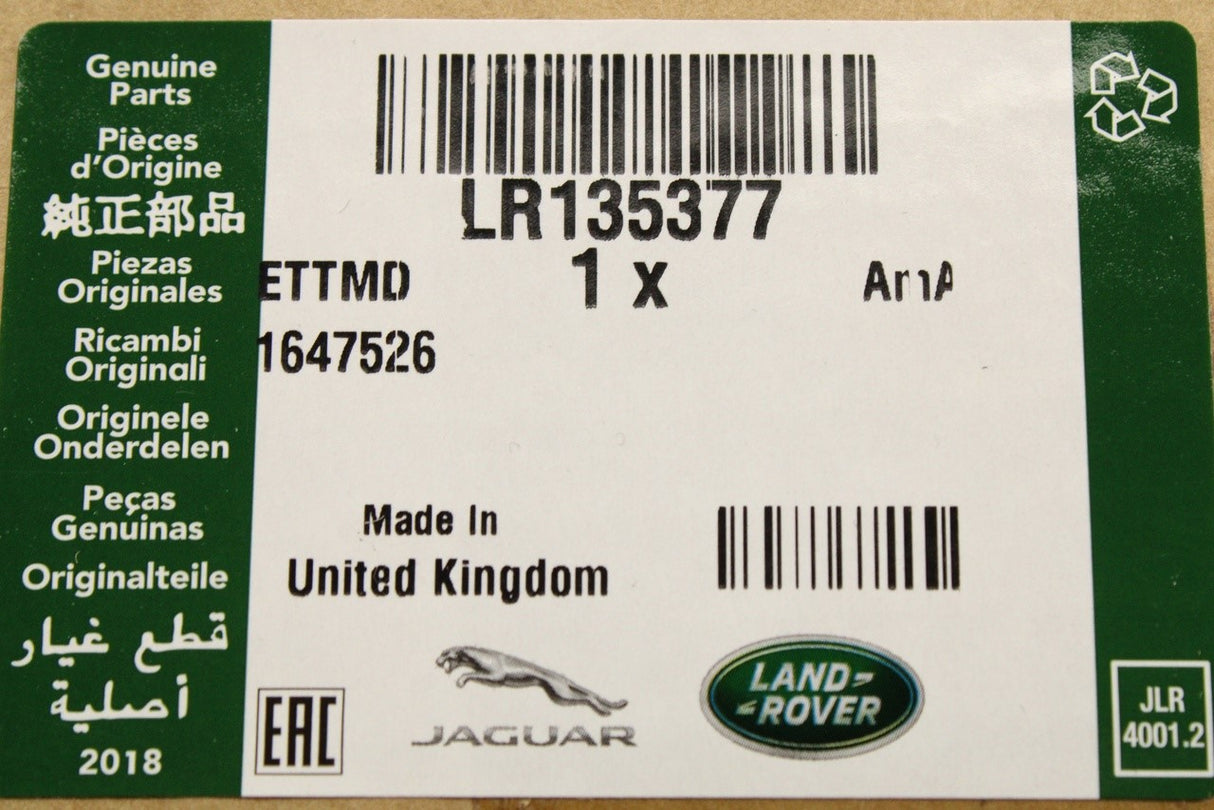 Genuine
Parts
Pièces
d'Origine
純正部品
Piezas
Originales
Ricambi
Originali
Originele
Onderdelen
Peças
Genuinas
Originalteile
قطع غيار
أصلية
2018
LR135377
ETTMD
1 x
1647526
Made In
United Kingdom
EAC
JAGUAR
LAND-
-ROVER
JLR
4001.2